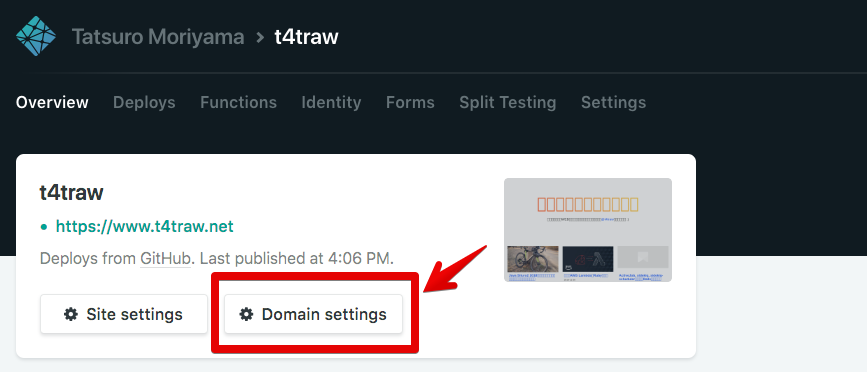 Tatsuro Moriyama > t4traw
Overview Deploys Functions Identity Forms Split Testing Settings
t4traw
• https://www.t4traw.net
Deploys from GitHub. Last published at 4:06 PM.
Site settings Domain settings